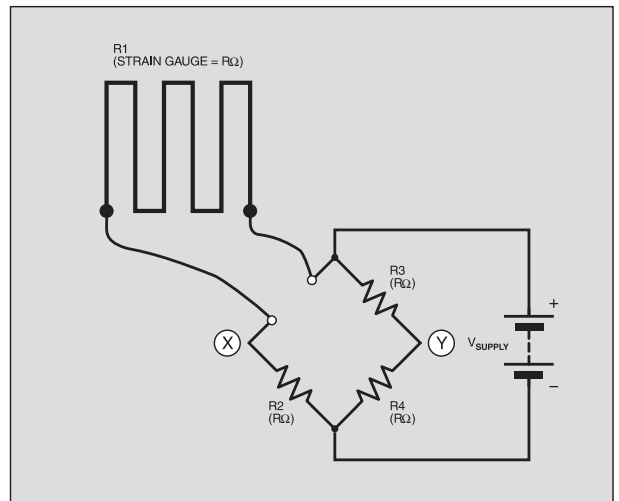 R1
(STRAIN GAUGE = RΩ)
R3
(RΩ)
+
X
Y
VSUPPLY
–
R2
(RΩ)
R4
(RΩ)